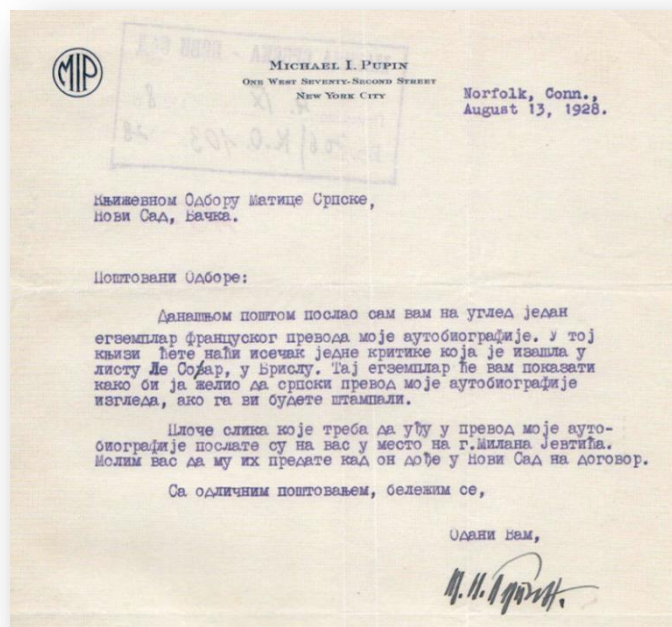 MIP
MICHAEL I. PUPIN
ONE WEST SEVENTY-SECOND STREET
NEW YORK CITY
Norfolk, Conn.,
August 13, 1928.
Књижевном Одбору Матице Српске,
Нови Сад, Бачка.
Поштовани Одборе:
Данашњом поштом послао сам вам на углед један
егземплар француског превода моје аутобиографије. У тој
књизи ћете наћи исечак једне критике која је изашла у
листу Ле Соар, у Брислу. Тај егземплар ће вам показати
како би ја желио да српски превод моје аутобиографије
изгледа, ако га ви будете штампали.
Плоче слика које треба да уђу у превод моје ауто-
биографије послате су на вас у место на г.Милана Јевтића.
Молим вас да му их предате кад он дође у Нови Сад на договор.
Са одличним поштовањем, бележим се,
Одани Вам,
М. И. Пупин.